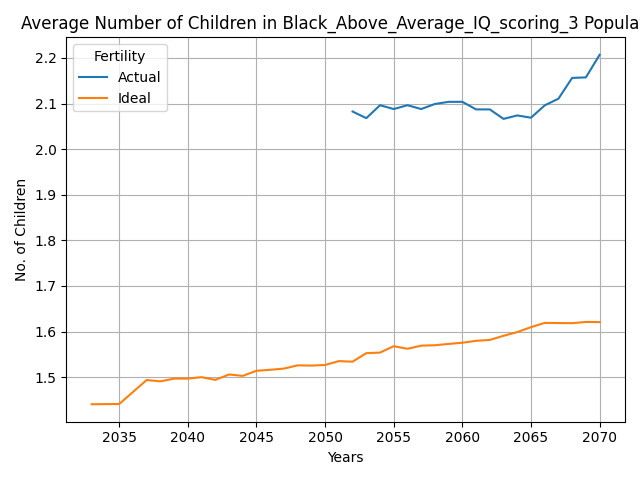 Average Number of Children in Black_Above_Average_IQ_scoring_3 Popula
Fertility
Actual
Ideal
2.2
2.1
2.0
1.9
1.8
1.7
1.6
1.5
No. of Children
2035 2040 2045 2050 2055 2060 2065 2070
Years